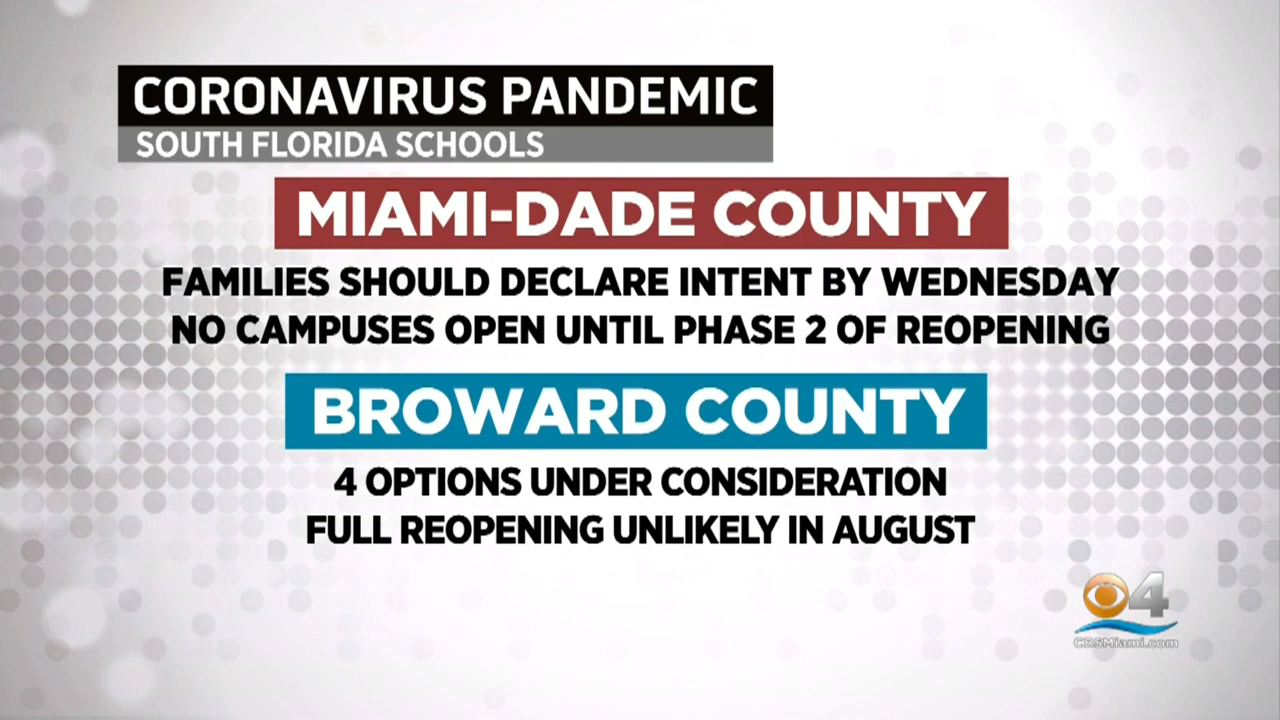 CORONAVIRUS PANDEMIC
SOUTH FLORIDA SCHOOLS
MIAMI-DADE COUNTY
FAMILIES SHOULD DECLARE INTENT BY WEDNESDAY
NO CAMPUSES OPEN UNTIL PHASE 2 OF REOPENING
BROWARD COUNTY
4 OPTIONS UNDER CONSIDERATION
FULL REOPENING UNLIKELY IN AUGUST
4
CBSMiami.com